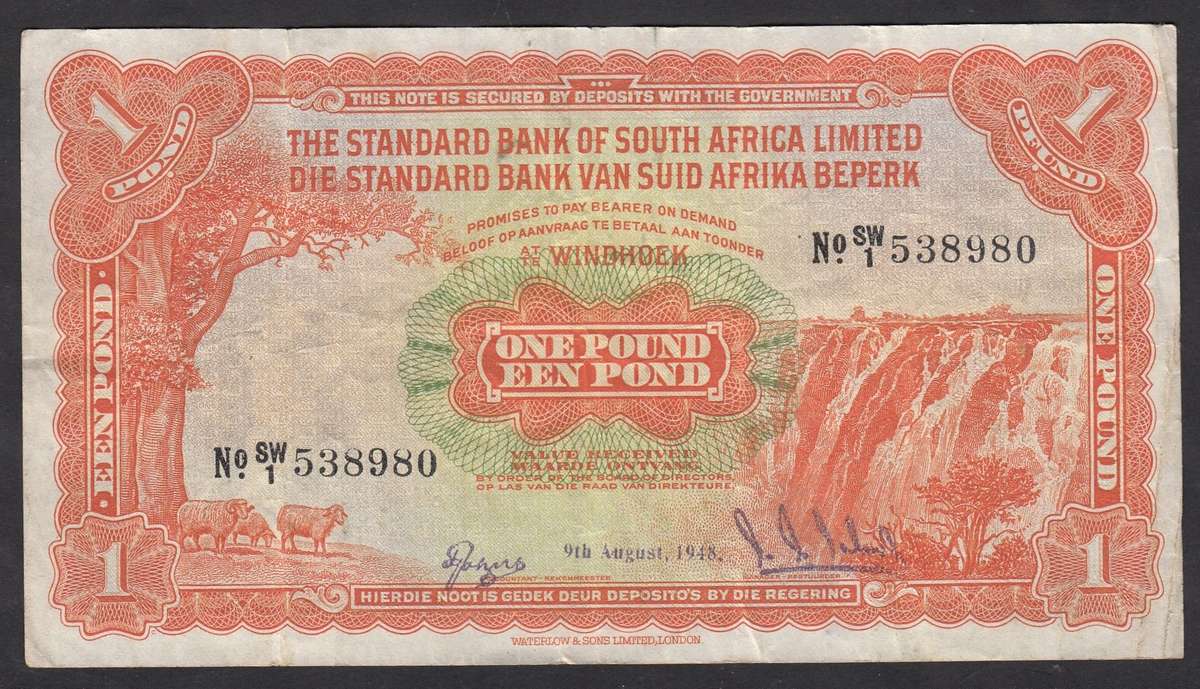 THIS NOTE IS SECURED BY DEPOSITS WITH THE GOVERNMENT
1
POND
1
POUND
THE STANDARD BANK OF SOUTH AFRICA LIMITED
DIE STANDARD BANK VAN SUID AFRIKA BEPERK
PROMISES TO PAY BEARER ON DEMAND
BELOOF OP AANVRAAG TE BETAAL AAN TOONDER
AT/TE WINDHOEK
No. SW/1 538980
ONE POUND
EEN POND
· EEN POND ·
· ONE POUND ·
No. SW/1 538980
VALUE RECEIVED
WAARDE ONTVANG
BY ORDER OF THE BOARD OF DIRECTORS,
OP LAS VAN DIE RAAD VAN DIREKTEURE,
9th August, 1948.
ACCOUNTANT - REKENMEESTER
MANAGER - BESTUURDER
1
1
HIERDIE NOOT IS GEDEK DEUR DEPOSITO'S BY DIE REGERING
WATERLOW & SONS LIMITED, LONDON.